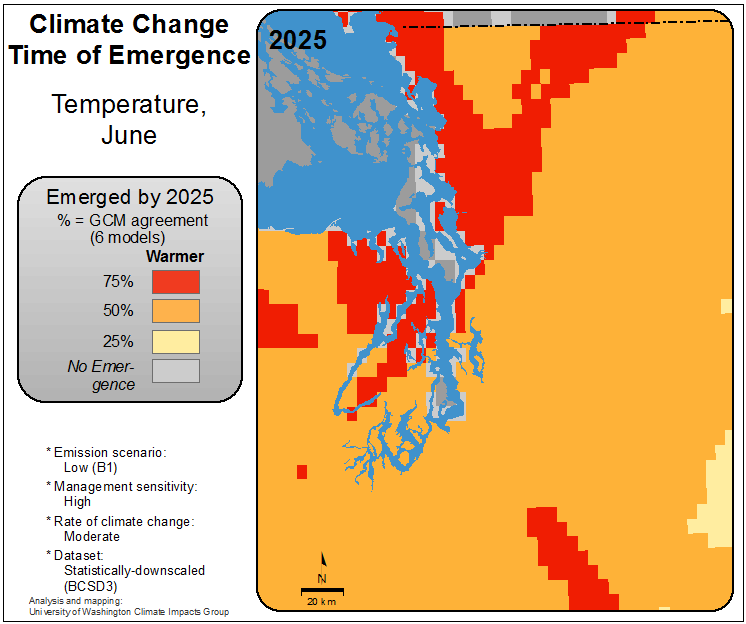 Climate Change
Time of Emergence
Temperature,
June
2025
Emerged by 2025
% = GCM agreement
(6 models)
Warmer
75%
50%
25%
No Emer-
gence
* Emission scenario:
Low (B1)
* Management sensitivity:
High
* Rate of climate change:
Moderate
* Dataset:
Statistically-downscaled
(BCSD3)
Analysis and mapping:
University of Washington Climate Impacts Group
N
20 km